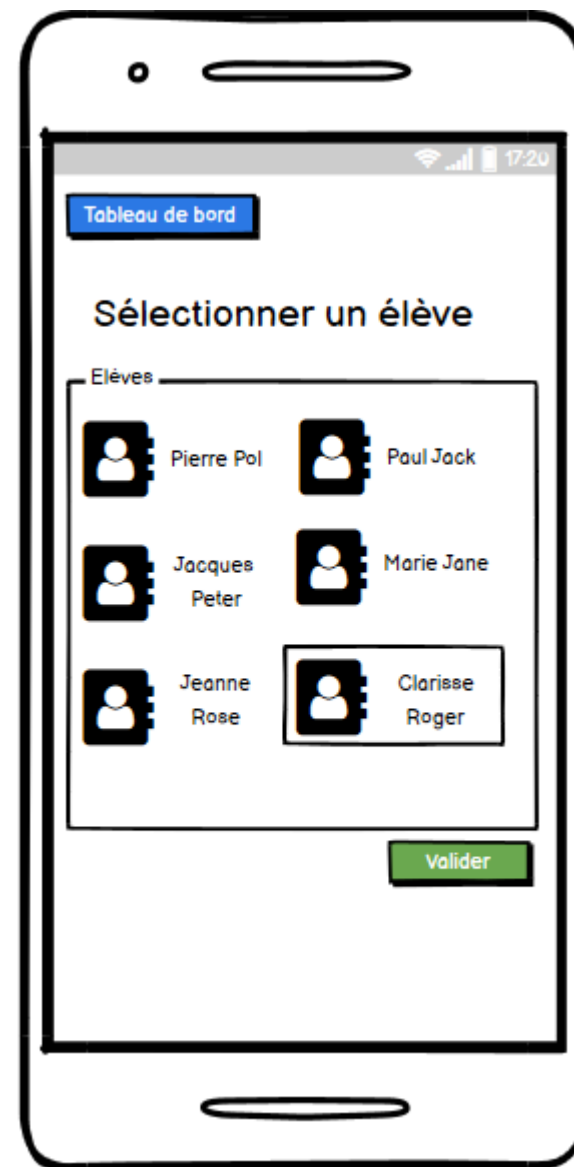 17:20
Tableau de bord
Sélectionner un élève
Elèves
Pierre Pol
Paul Jack
Jacques
Peter
Marie Jane
Jeanne
Rose
Clarisse
Roger
Valider